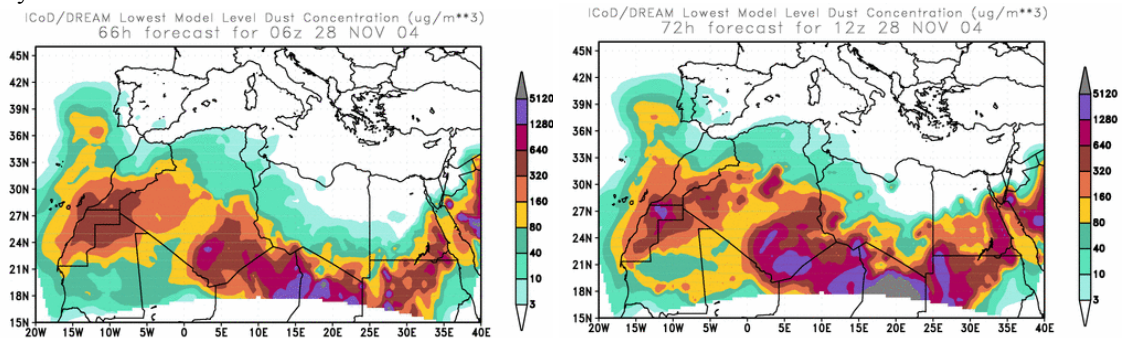 ICoD/DREAM Lowest Model Level Dust Concentration (ug/m**3)
66h forecast for 06z 28 NOV 04
45N
42N
39N
36N
33N
30N
27N
24N
21N
18N
15N
20W 15W 10W 5W 0 5E 10E 15E 20E 25E 30E 35E 40E
5120
1280
640
320
160
80
40
10
3
ICoD/DREAM Lowest Model Level Dust Concentration (ug/m**3)
72h forecast for 12z 28 NOV 04
45N
42N
39N
36N
33N
30N
27N
24N
21N
18N
15N
20W 15W 10W 5W 0 5E 10E 15E 20E 25E 30E 35E 40E
5120
1280
640
320
160
80
40
10
3